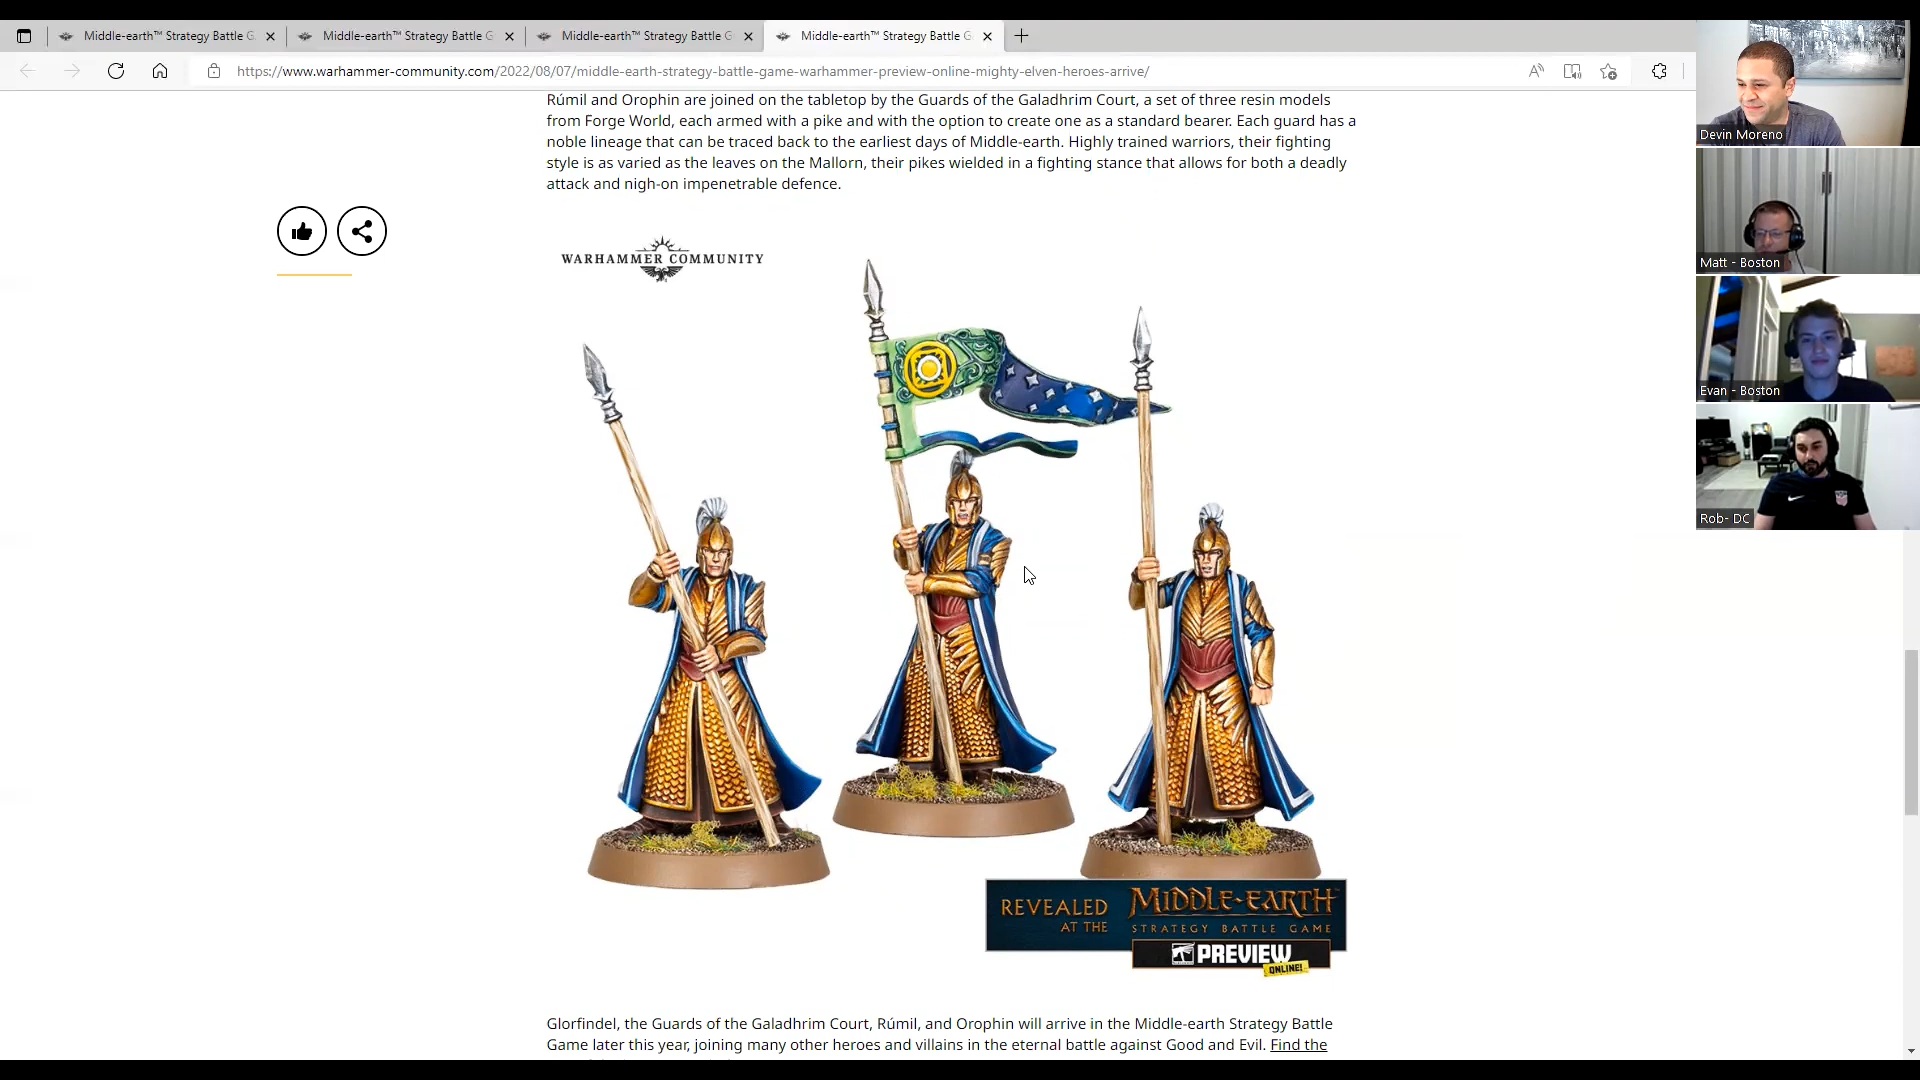 Middle-earth™ Strategy Battle G
Middle-earth™ Strategy Battle G
Middle-earth™ Strategy Battle G
Middle-earth™ Strategy Battle G
https://www.warhammer-community.com/2022/08/07/middle-earth-strategy-battle-game-warhammer-preview-online-mighty-elven-heroes-arrive/
Rúmil and Orophin are joined on the tabletop by the Guards of the Galadhrim Court, a set of three resin models
from Forge World, each armed with a pike and with the option to create one as a standard bearer. Each guard has a
noble lineage that can be traced back to the earliest days of Middle-earth. Highly trained warriors, their fighting
style is as varied as the leaves on the Mallorn, their pikes wielded in a fighting stance that allows for both a deadly
attack and nigh-on impenetrable defence.
WARHAMMER COMMUNITY
REVEALED
AT THE
MIDDLE-EARTH™
STRATEGY BATTLE GAME
PREVIEW
ONLINE!
Glorfindel, the Guards of the Galadhrim Court, Rúmil, and Orophin will arrive in the Middle-earth Strategy Battle
Game later this year, joining many other heroes and villains in the eternal battle against Good and Evil. Find the
Devin Moreno
Matt - Boston
Evan - Boston
Rob- DC